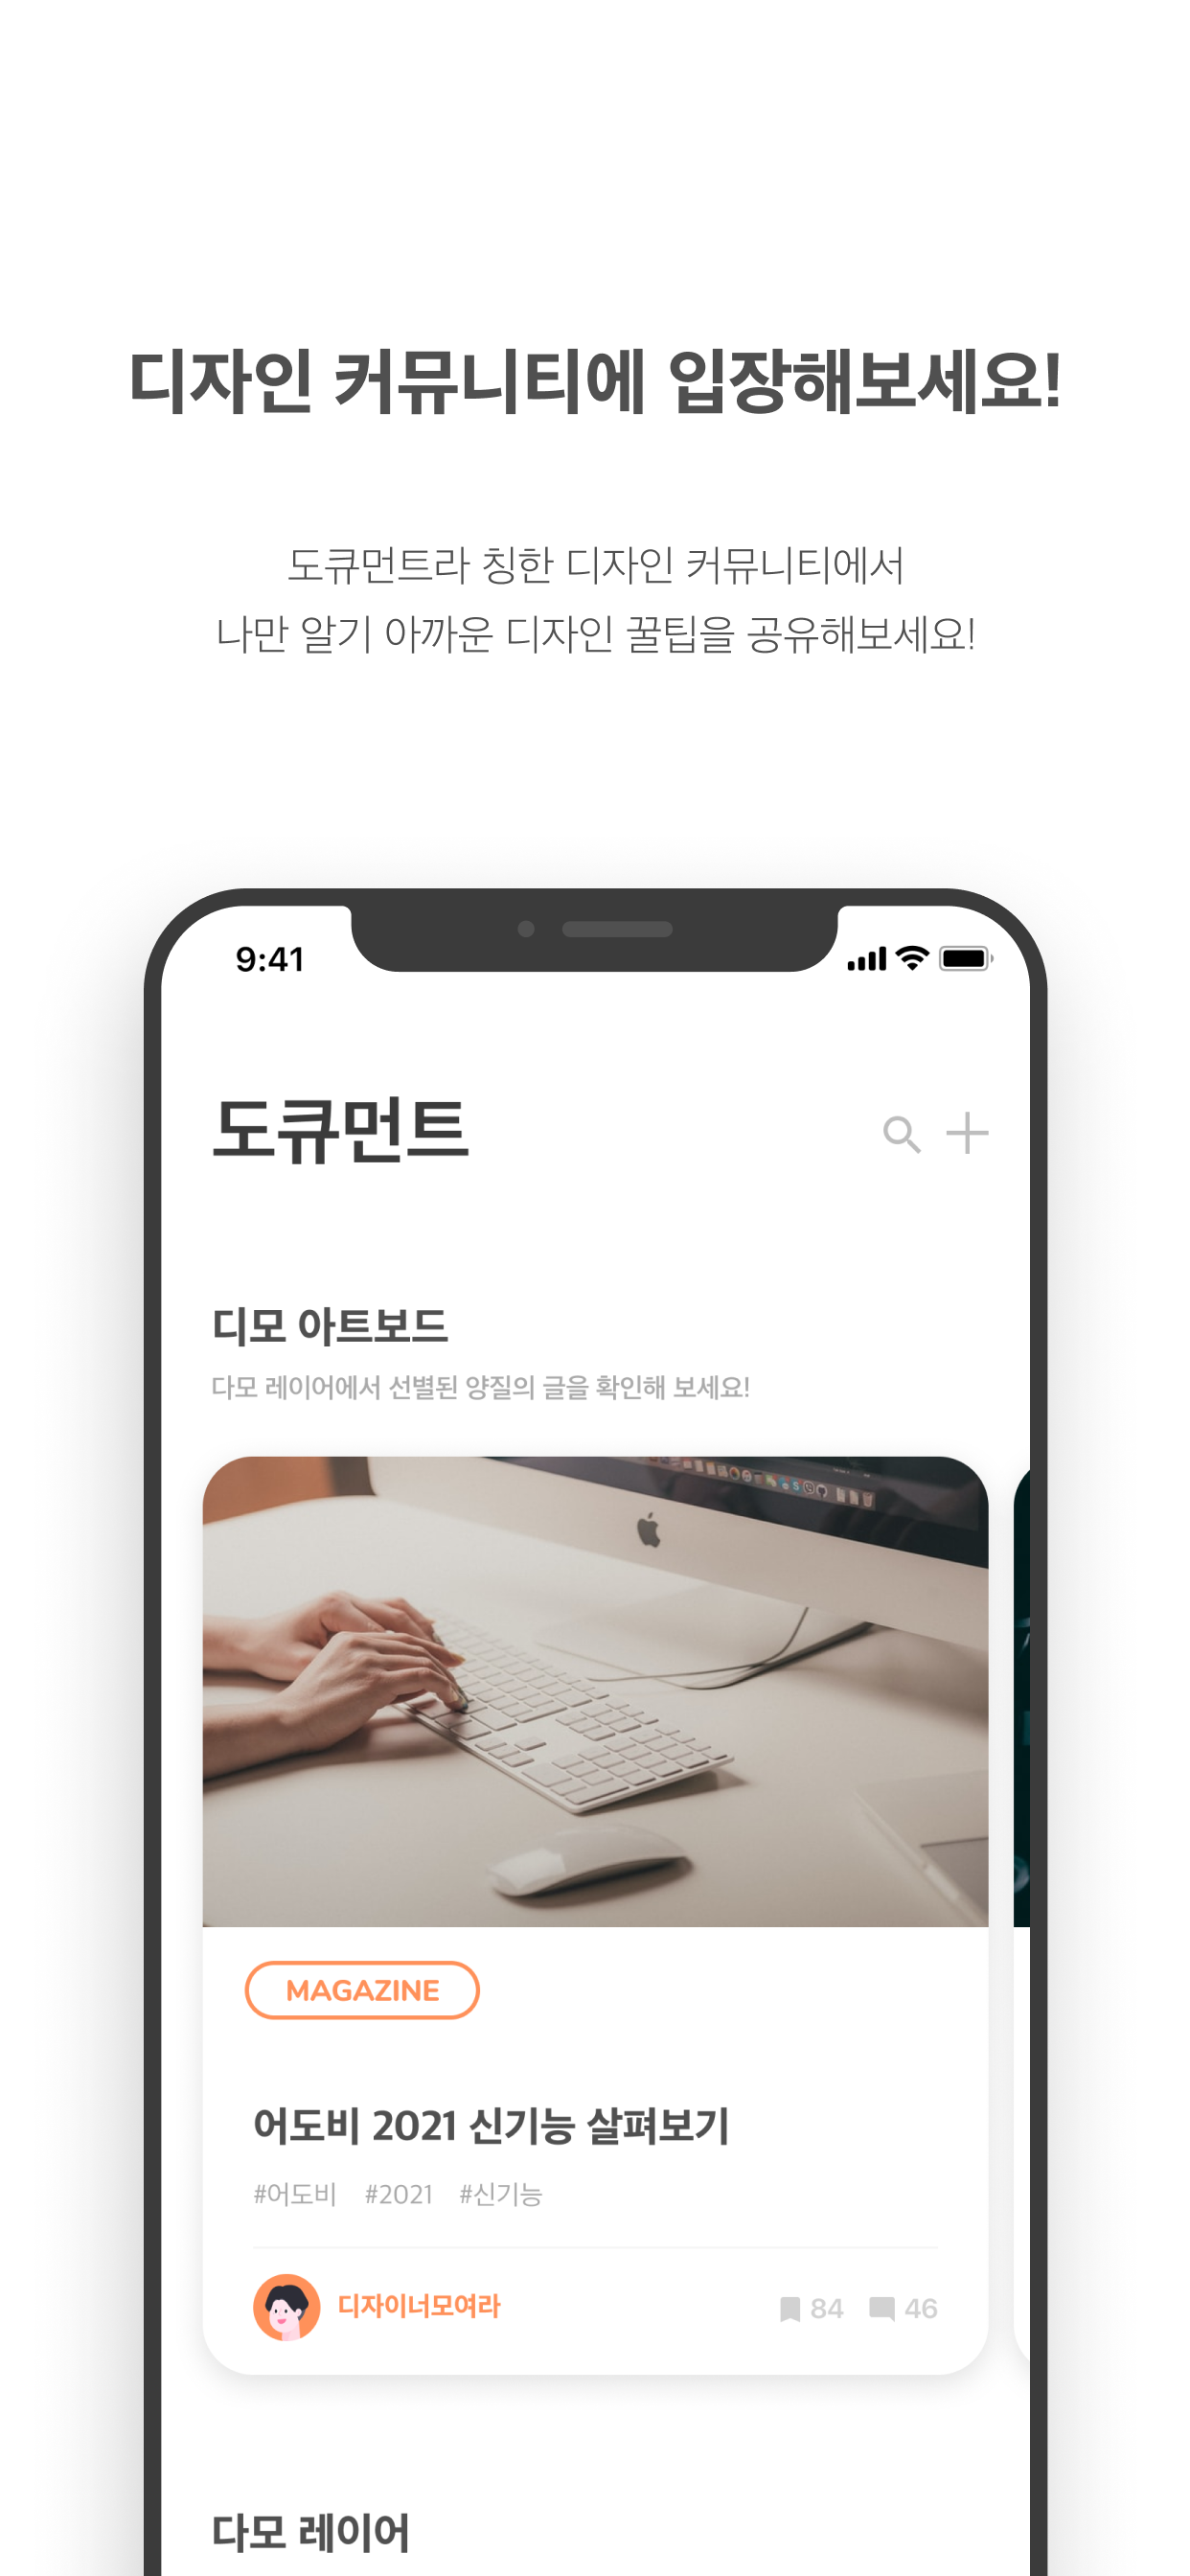 디자인 커뮤니티에 입장해보세요!
도큐먼트라 칭한 디자인 커뮤니티에서
나만 알기 아까운 디자인 꿀팁을 공유해보세요!
9:41
도큐먼트
디모 아트보드
다모 레이어에서 선별된 양질의 글을 확인해 보세요!
MAGAZINE
어도비 2021 신기능 살펴보기
#어도비 #2021 #신기능
디자이너모여라 84 46
다모 레이어